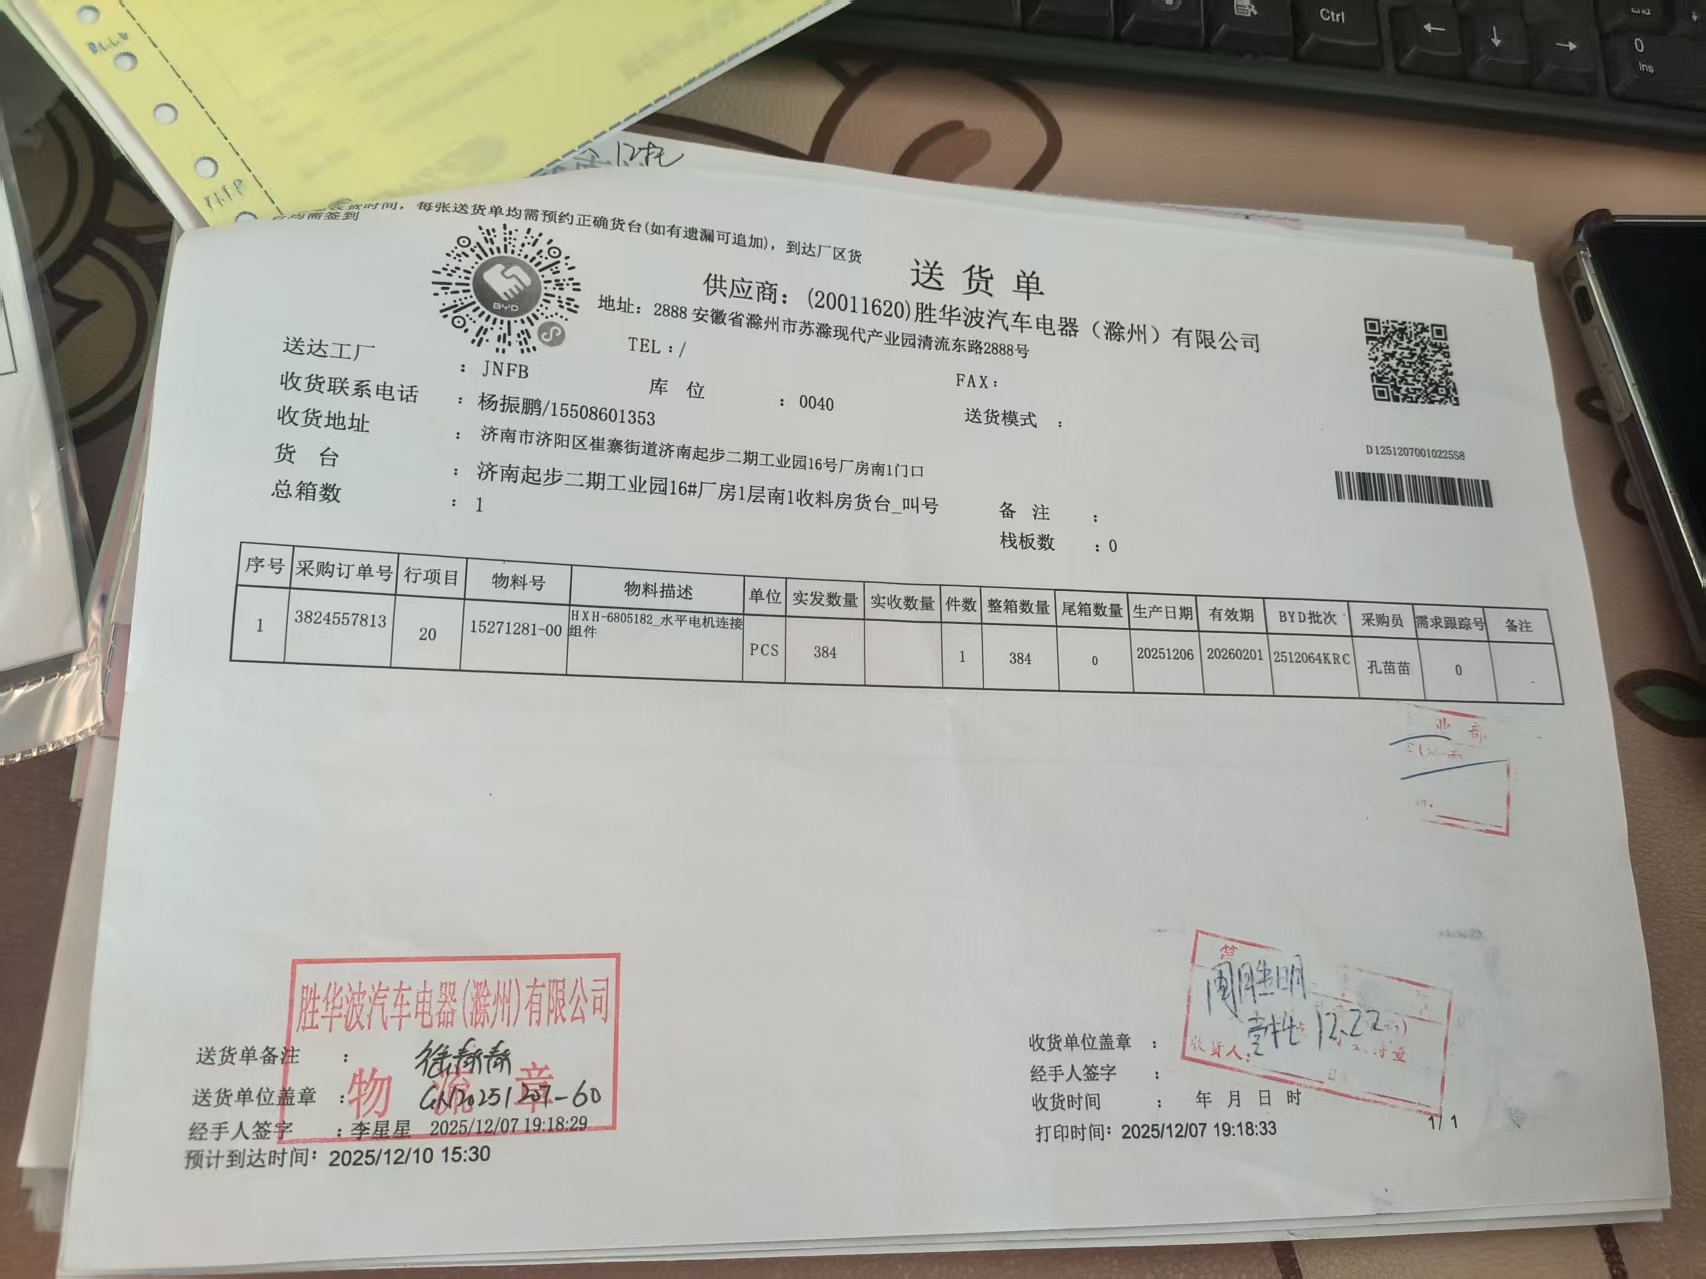 每张送货单均需预约正确货台(如有遗漏可追加)，到达厂区货
送货单
供应商：(20011620)胜华波汽车电器（滁州）有限公司
地址：2888 安徽省滁州市苏滁现代产业园清流东路2888号
TEL：/
FAX：
BYD
送达工厂 ：JNFB
库 位 ：0040
送货模式 ：
收货联系电话 ：杨振鹏/15508601353
收货地址 ：济南市济阳区崔寨街道济南起步二期工业园16号厂房南1门口
D12512070010225S8
货 台 ：济南起步二期工业园16#厂房1层南1收料房货台_叫号
备 注 ：
总箱数 ：1
栈板数 ：0
序号 采购订单号 行项目 物料号 物料描述 单位 实发数量 实收数量 件数 整箱数量 尾箱数量 生产日期 有效期 BYD批次 采购员 需求跟踪号 备注
1 3824557813 20 15271281-00 HXH-6805182_水平电机连接组件 PCS 384 1 384 0 20251206 20260201 2512064KRC 孔苗苗 0
业 部
胜华波汽车电器(滁州)有限公司
物流章
送货单备注 ：
送货单位盖章 ：
经手人签字 ：李星星 2025/12/07 19:18:29
预计到达时间：2025/12/10 15:30
收货单位盖章 ：
12.22
收货人：
经手人签字 ：
收货时间 ： 年 月 日 时
打印时间：2025/12/07 19:18:33
1/ 1
Ctrl
0
Ins